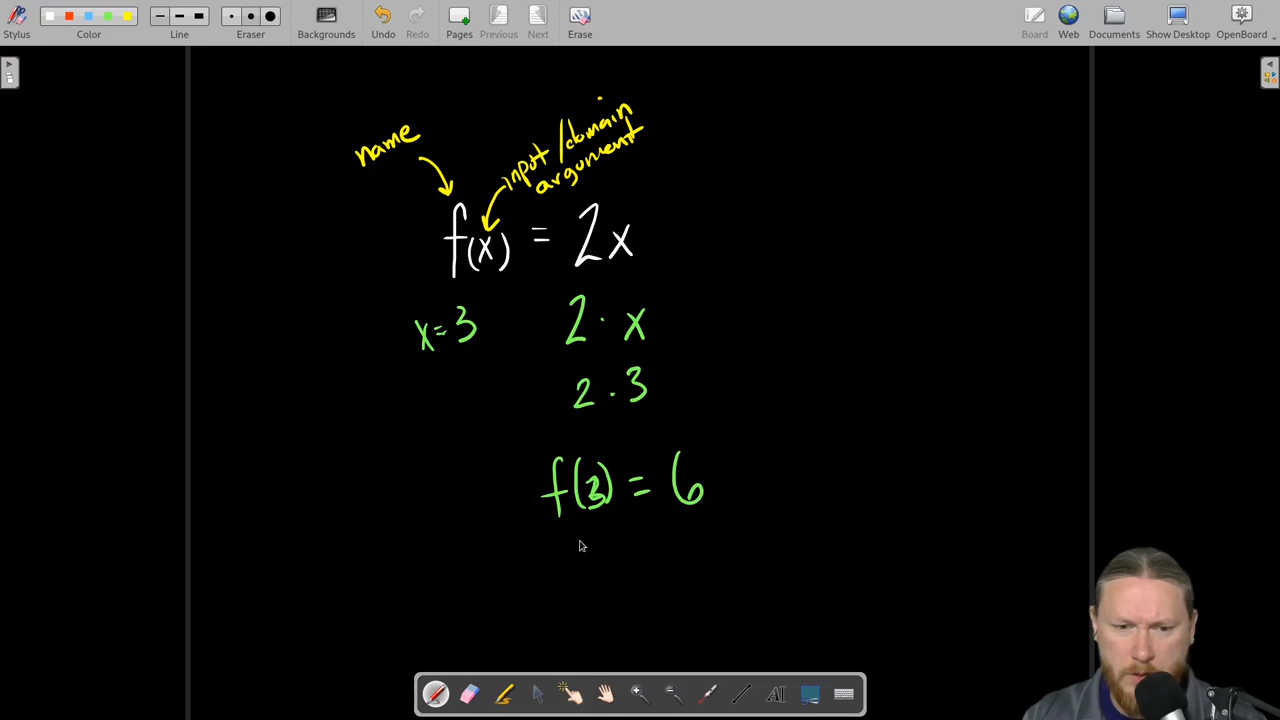 Stylus
Color
Line
Eraser
Backgrounds
Undo
Redo
Pages
Previous
Next
Erase
Board
Web
Documents
Show Desktop
OpenBoard
name
input/domain
argument
f(x) = 2x
x=3
2 · x
2 · 3
f(3) = 6
AI